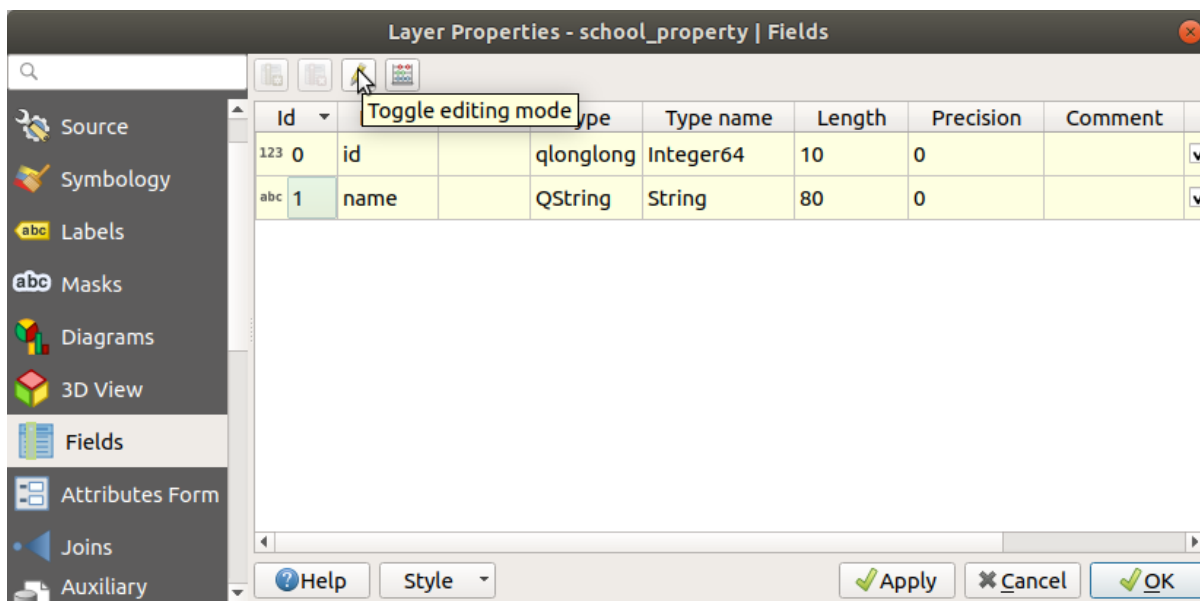 Layer Properties - school_property | Fields
Id Type name Length Precision Comment
Toggle editing mode
123 0 id qlonglong Integer64 10 0
abc 1 name QString String 80 0
Source
Symbology
abc Labels
abc Masks
Diagrams
3D View
Fields
Attributes Form
Joins
Auxiliary
Help Style Apply Cancel OK